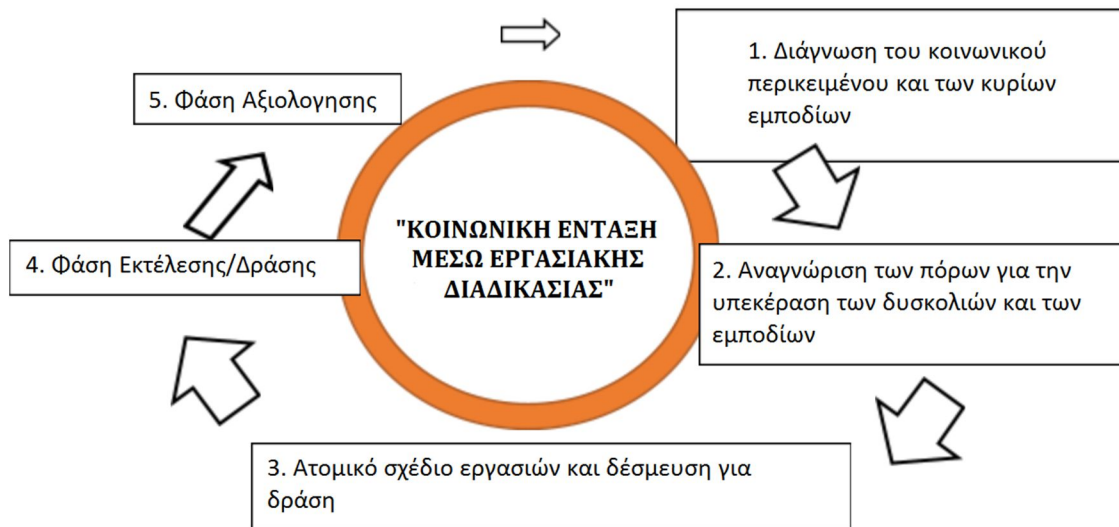 1. Διάγνωση του κοινωνικού
περικειμένου και των κυρίων
εμποδίων
2. Αναγνώριση των πόρων για την
υπεκέραση των δυσκολιών και των
εμποδίων
3. Ατομικό σχέδιο εργασιών και δέσμευση για
δράση
4. Φάση Εκτέλεσης/Δράσης
5. Φάση Αξιολογησης
"ΚΟΙΝΩΝΙΚΗ ΕΝΤΑΞΗ
ΜΕΣΩ ΕΡΓΑΣΙΑΚΗΣ
ΔΙΑΔΙΚΑΣΙΑΣ"